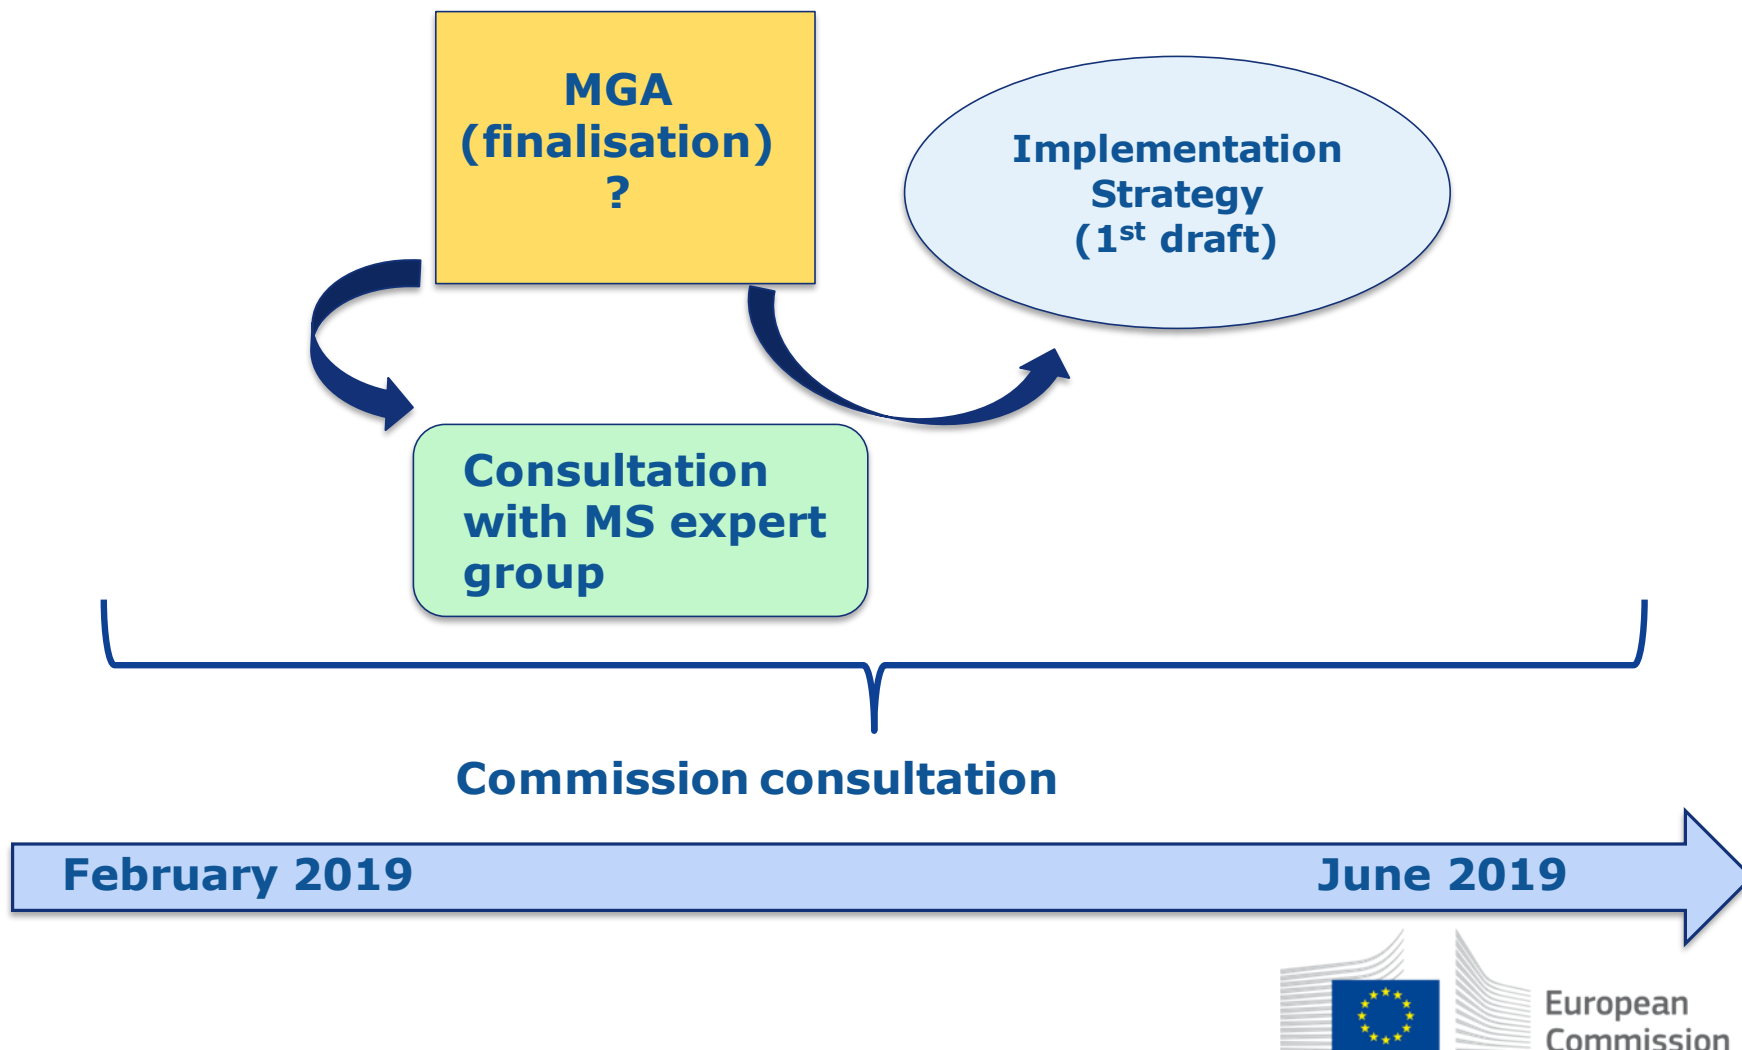 MGA
(finalisation)
?
Implementation
Strategy
(1st draft)
Consultation
with MS expert
group
Commission consultation
February 2019
June 2019
European
Commission